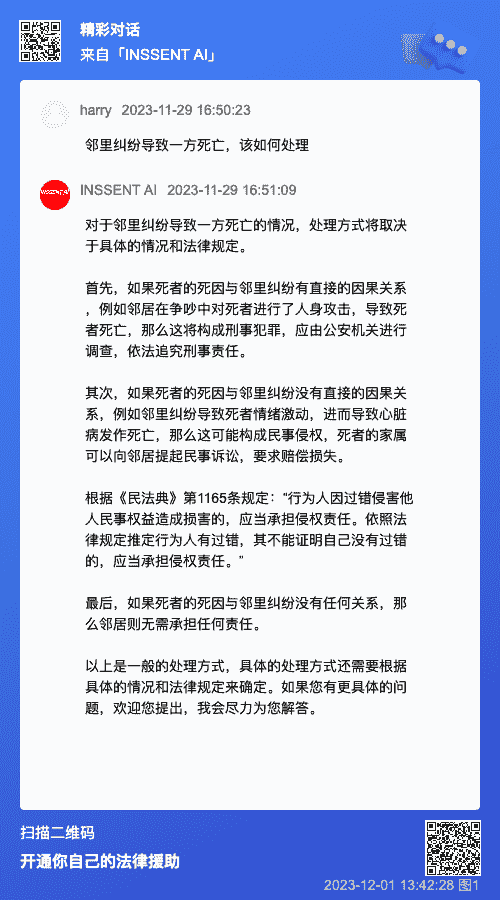 精彩对话
来自「INSSENT AI」
harry 2023-11-29 16:50:23
邻里纠纷导致一方死亡，该如何处理
INSSENT AI
INSSENT AI 2023-11-29 16:51:09
对于邻里纠纷导致一方死亡的情况，处理方式将取决
于具体的情况和法律规定。
首先，如果死者的死因与邻里纠纷有直接的因果关系
，例如邻居在争吵中对死者进行了人身攻击，导致死
者死亡，那么这将构成刑事犯罪，应由公安机关进行
调查，依法追究刑事责任。
其次，如果死者的死因与邻里纠纷没有直接的因果关
系，例如邻里纠纷导致死者情绪激动，进而导致心脏
病发作死亡，那么这可能构成民事侵权，死者的家属
可以向邻居提起民事诉讼，要求赔偿损失。
根据《民法典》第1165条规定："行为人因过错侵害他
人民事权益造成损害的，应当承担侵权责任。依照法
律规定推定行为人有过错，其不能证明自己没有过错
的，应当承担侵权责任。"
最后，如果死者的死因与邻里纠纷没有任何关系，那
么邻居则无需承担任何责任。
以上是一般的处理方式，具体的处理方式还需要根据
具体的情况和法律规定来确定。如果您有更具体的问
题，欢迎您提出，我会尽力为您解答。
扫描二维码
开通你自己的法律援助
2023-12-01 13:42:28 图1